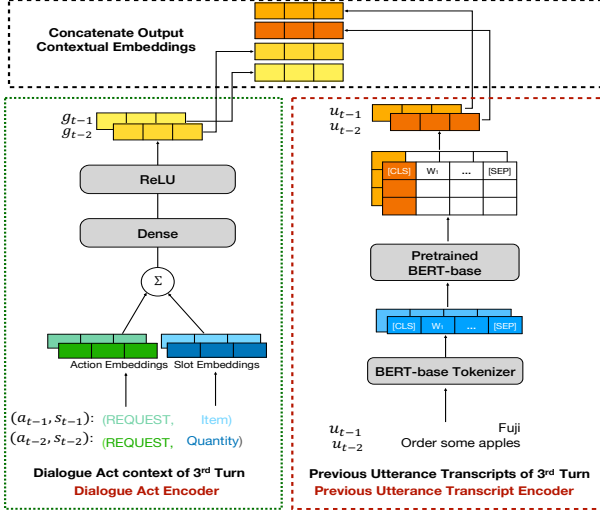 Concatenate Output
Contextual Embeddings
g_{t-1}
g_{t-2}
ReLU
Dense
Σ
Action Embeddings Slot Embeddings
(a_{t-1}, s_{t-1}): (REQUEST, Item)
(a_{t-2}, s_{t-2}): (REQUEST, Quantity)
Dialogue Act context of 3rd Turn
Dialogue Act Encoder
u_{t-1}
u_{t-2}
[CLS] W1 ... [SEP]
Pretrained
BERT-base
[CLS] W1 ... [SEP]
BERT-base Tokenizer
u_{t-1} Fuji
u_{t-2} Order some apples
Previous Utterance Transcripts of 3rd Turn
Previous Utterance Transcript Encoder